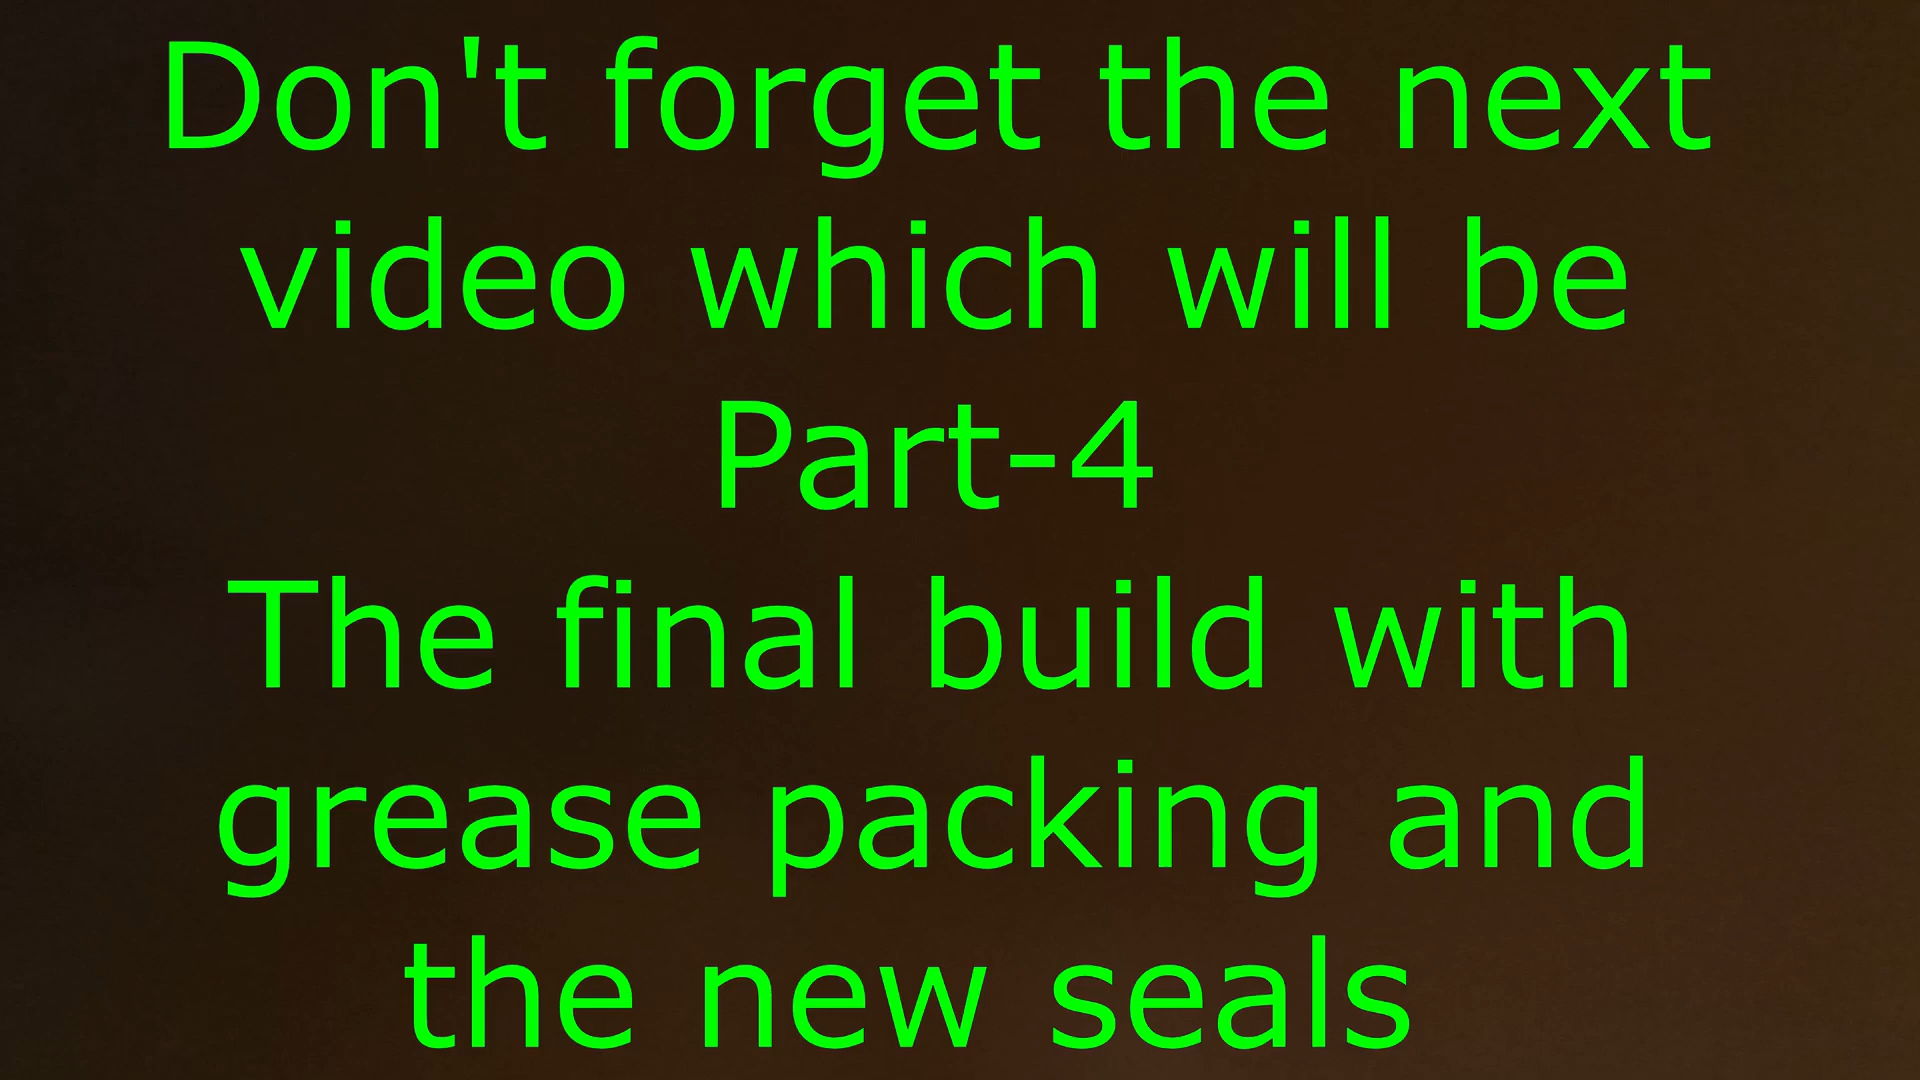 Don't forget the next
video which will be
Part-4
The final build with
grease packing and
the new seals